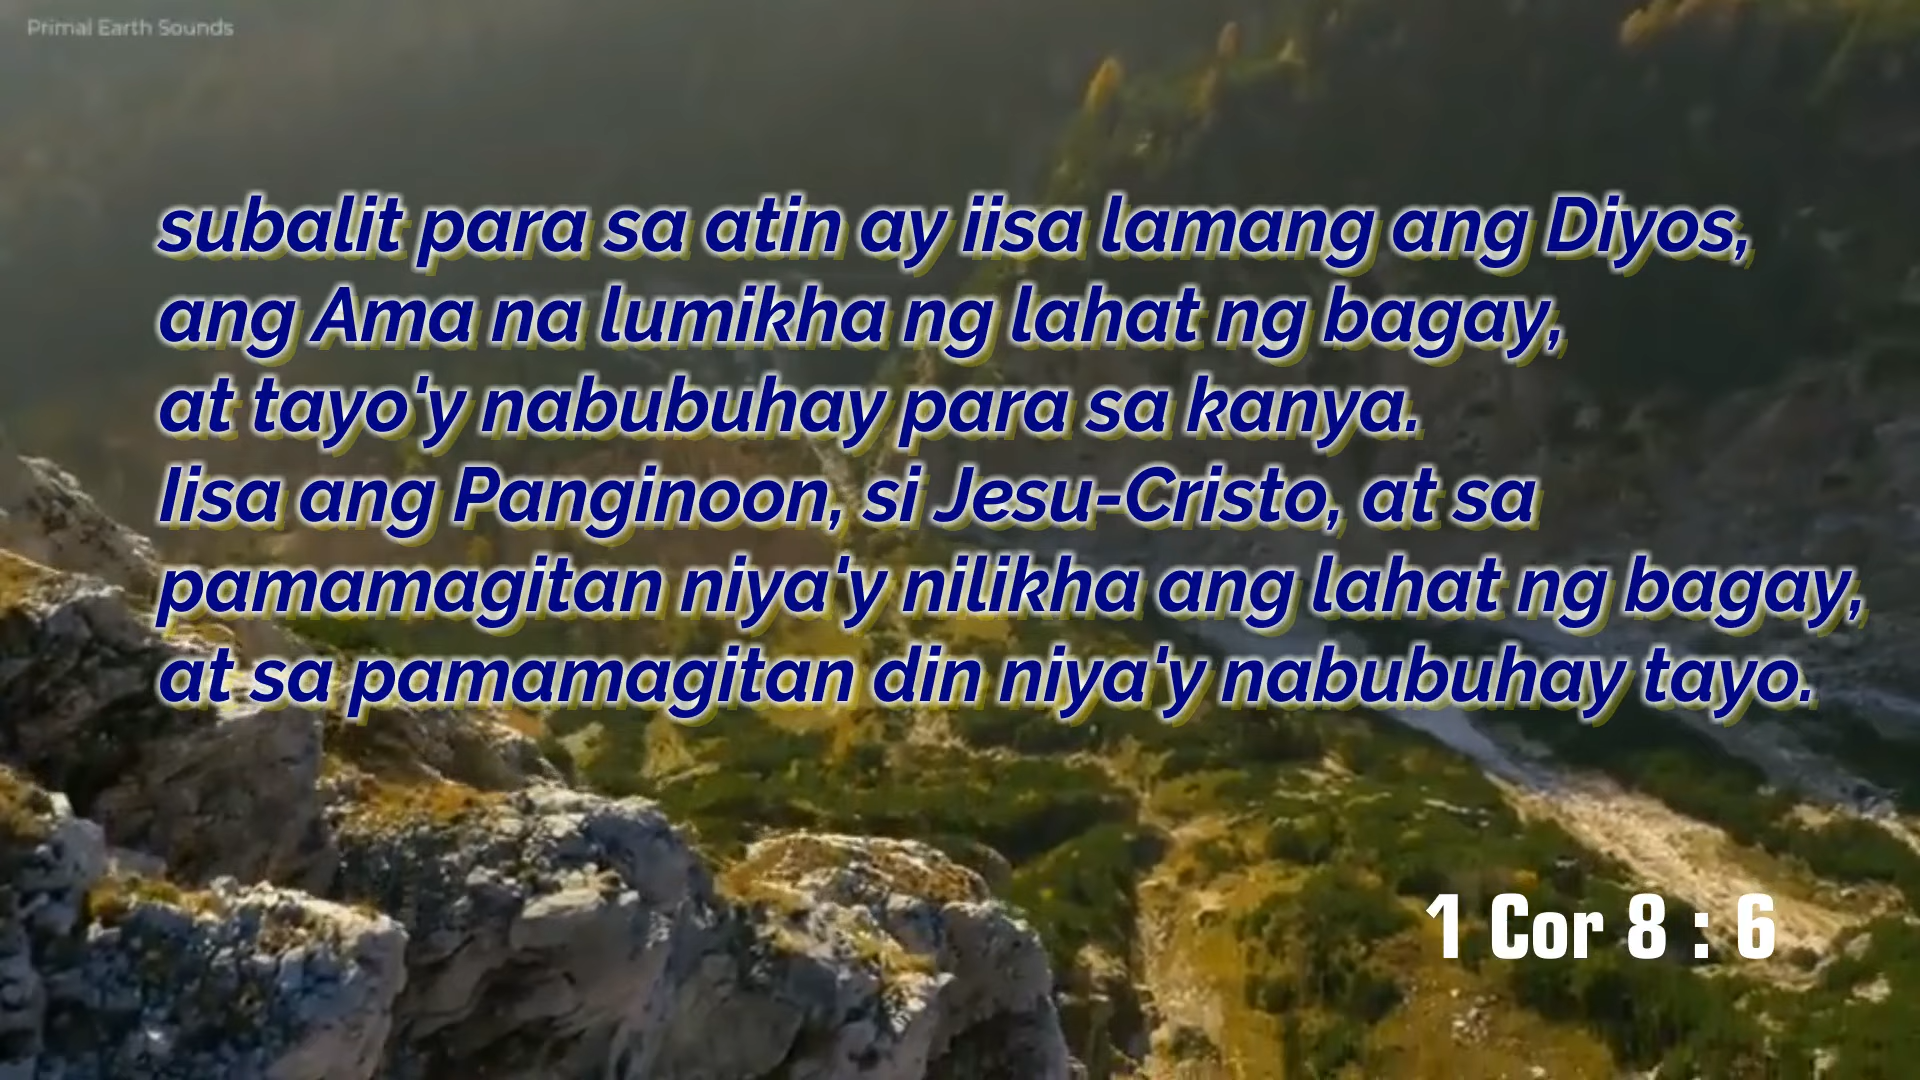 Primal Earth Sounds
subalit para sa atin ay iisa lamang ang Diyos,
ang Ama na lumikha ng lahat ng bagay,
at tayo'y nabubuhay para sa kanya.
Iisa ang Panginoon, si Jesu-Cristo, at sa
pamamagitan niya'y nilikha ang lahat ng bagay,
at sa pamamagitan din niya'y nabubuhay tayo.
1 Cor 8 : 6